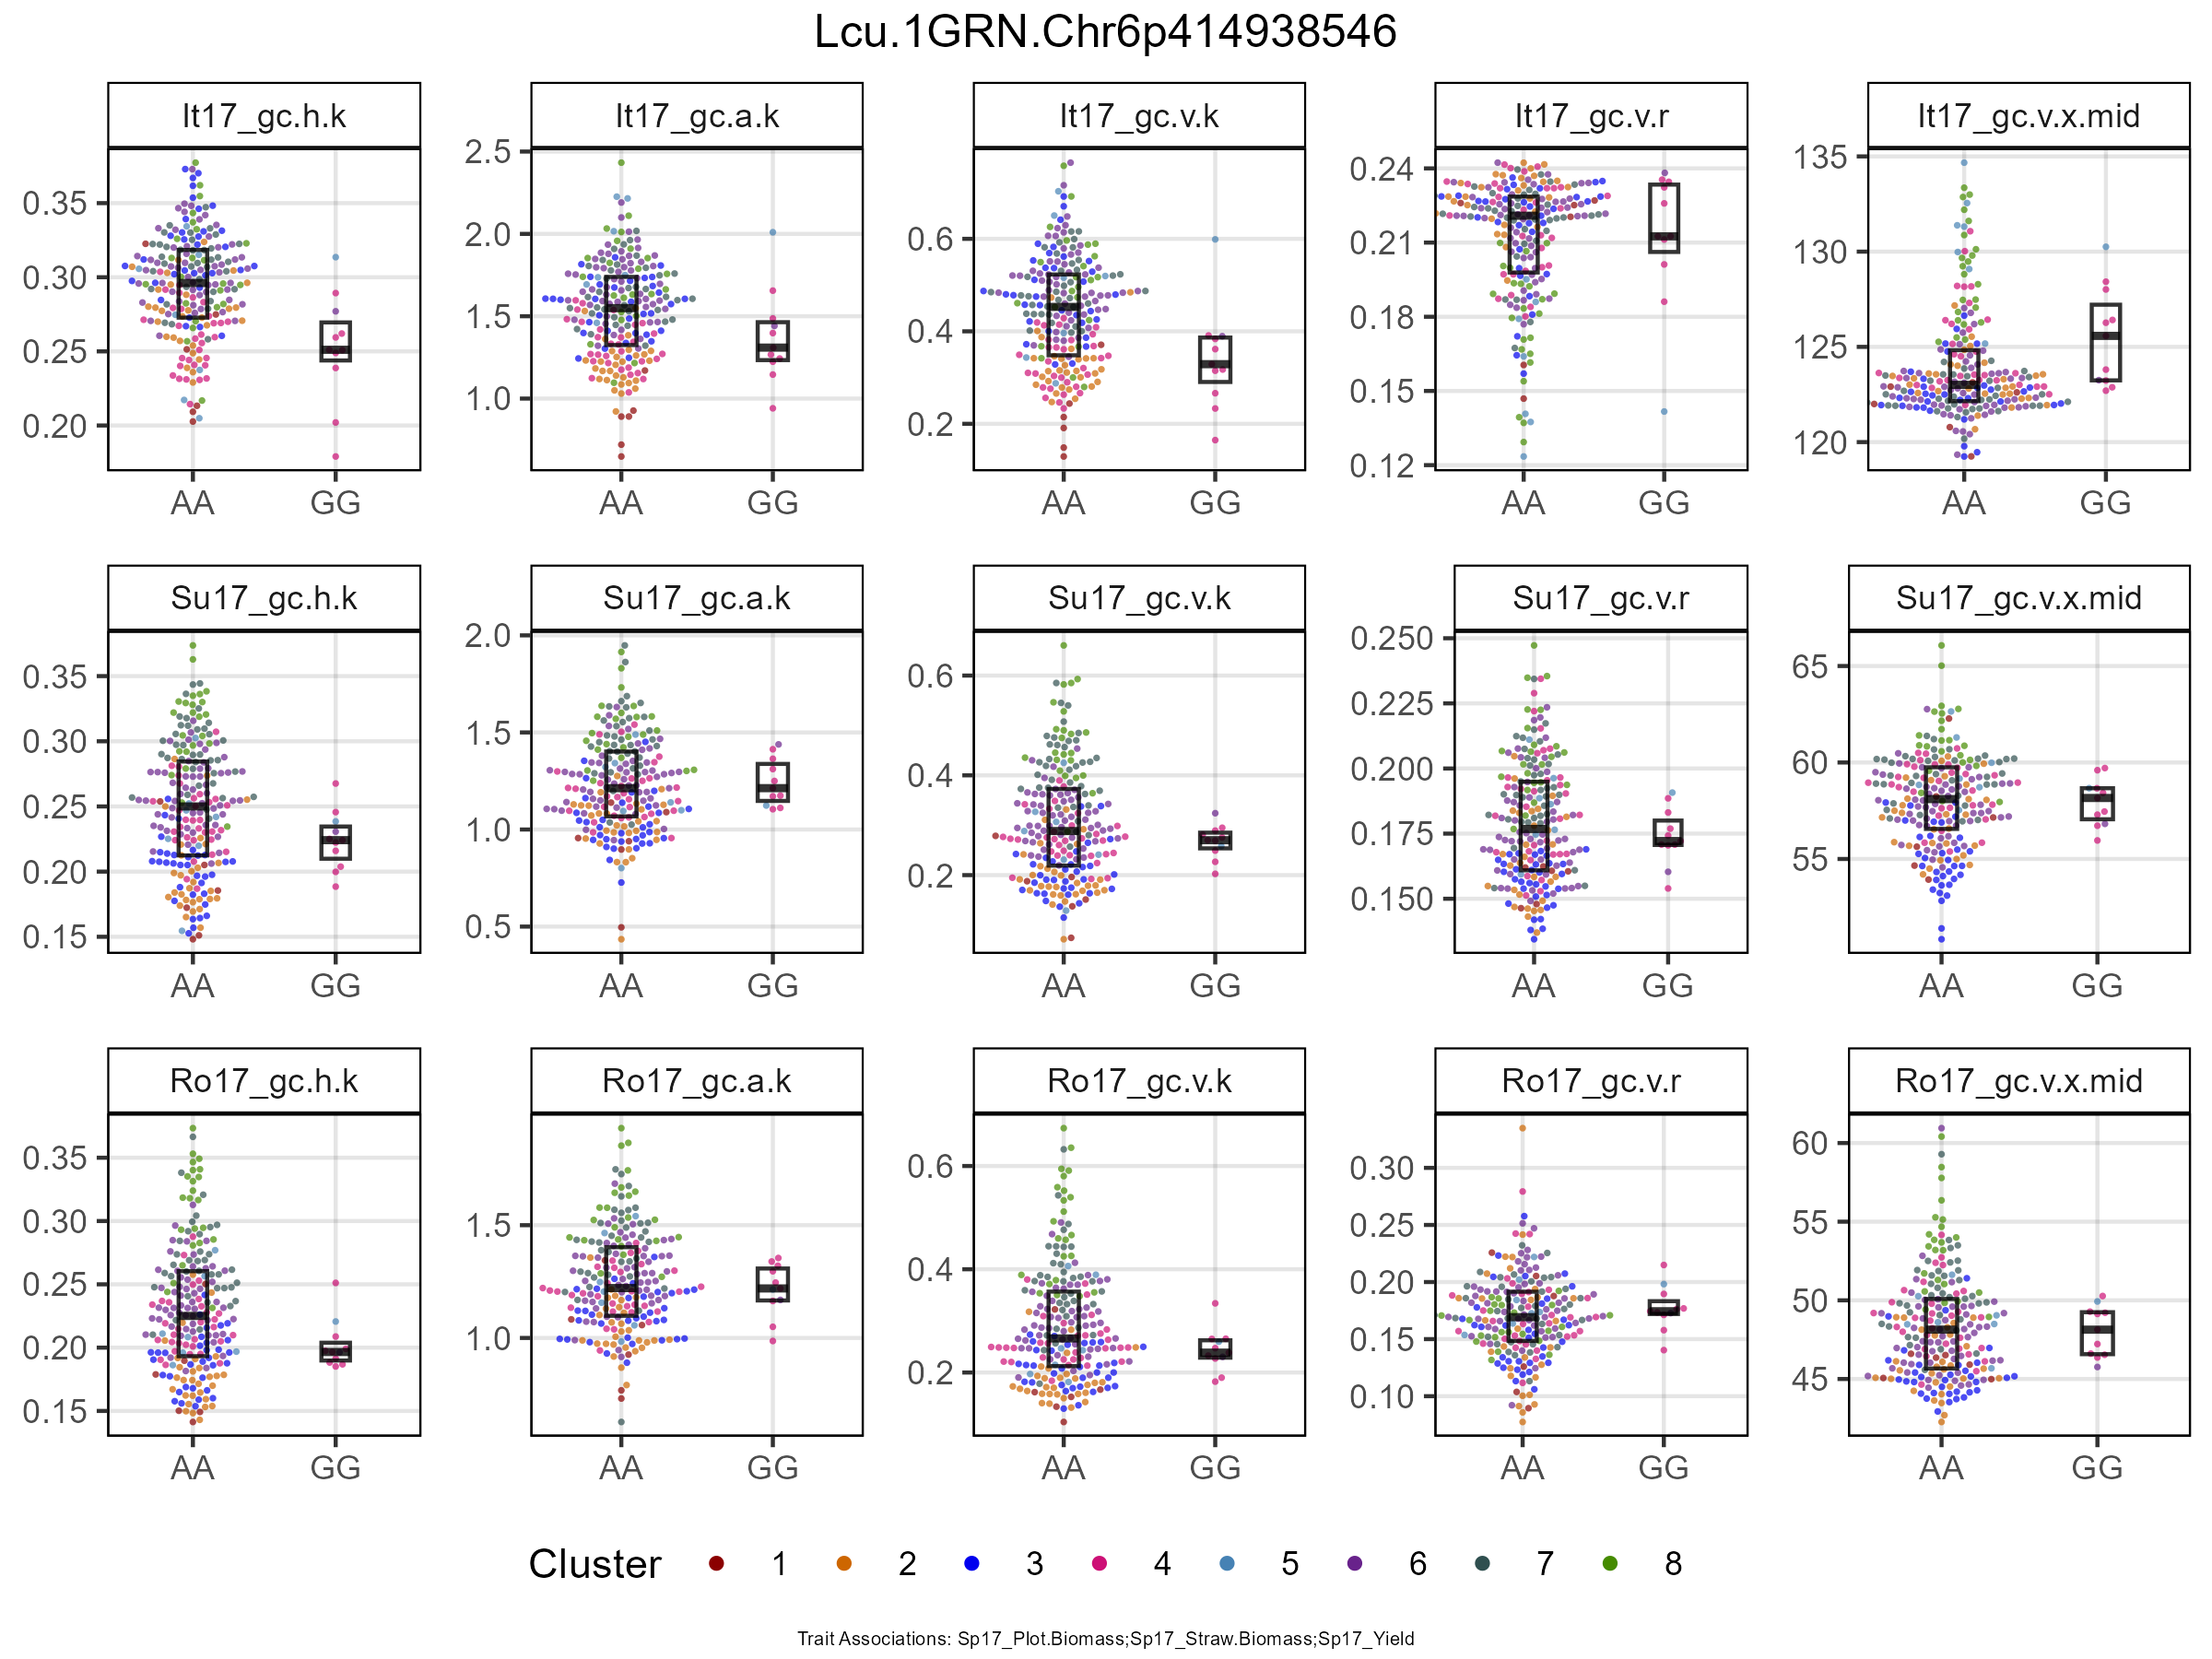 Lcu.1GRN.Chr6p414938546
It17_gc.h.k
It17_gc.a.k
It17_gc.v.k
It17_gc.v.r
It17_gc.v.x.mid
0.35
0.30
0.25
0.20
AA GG
2.5
2.0
1.5
1.0
AA GG
0.6
0.4
0.2
AA GG
0.24
0.21
0.18
0.15
0.12
AA GG
135
130
125
120
AA GG
Su17_gc.h.k
Su17_gc.a.k
Su17_gc.v.k
Su17_gc.v.r
Su17_gc.v.x.mid
0.35
0.30
0.25
0.20
0.15
AA GG
2.0
1.5
1.0
0.5
AA GG
0.6
0.4
0.2
AA GG
0.250
0.225
0.200
0.175
0.150
AA GG
65
60
55
AA GG
Ro17_gc.h.k
Ro17_gc.a.k
Ro17_gc.v.k
Ro17_gc.v.r
Ro17_gc.v.x.mid
0.35
0.30
0.25
0.20
0.15
AA GG
1.5
1.0
AA GG
0.6
0.4
0.2
AA GG
0.30
0.25
0.20
0.15
0.10
AA GG
60
55
50
45
AA GG
Cluster 1 2 3 4 5 6 7 8
Trait Associations: Sp17_Plot.Biomass;Sp17_Straw.Biomass;Sp17_Yield